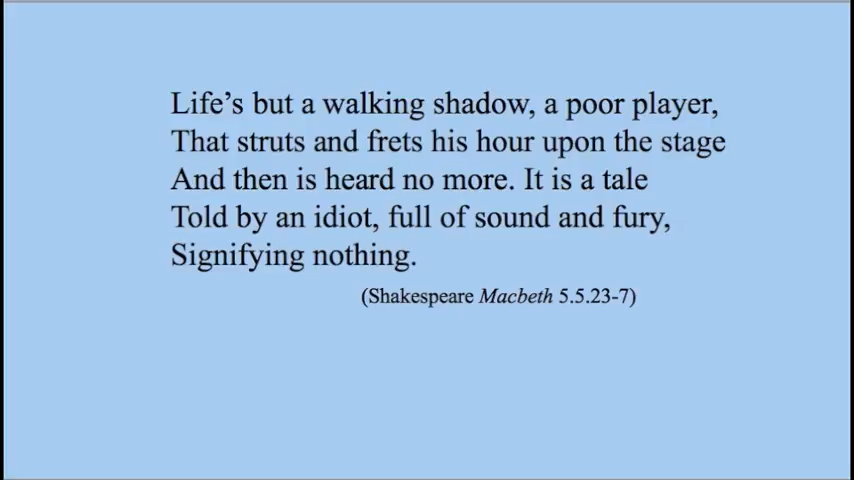 Life’s but a walking shadow, a poor player,
That struts and frets his hour upon the stage
And then is heard no more. It is a tale
Told by an idiot, full of sound and fury,
Signifying nothing.
(Shakespeare Macbeth 5.5.23-7)